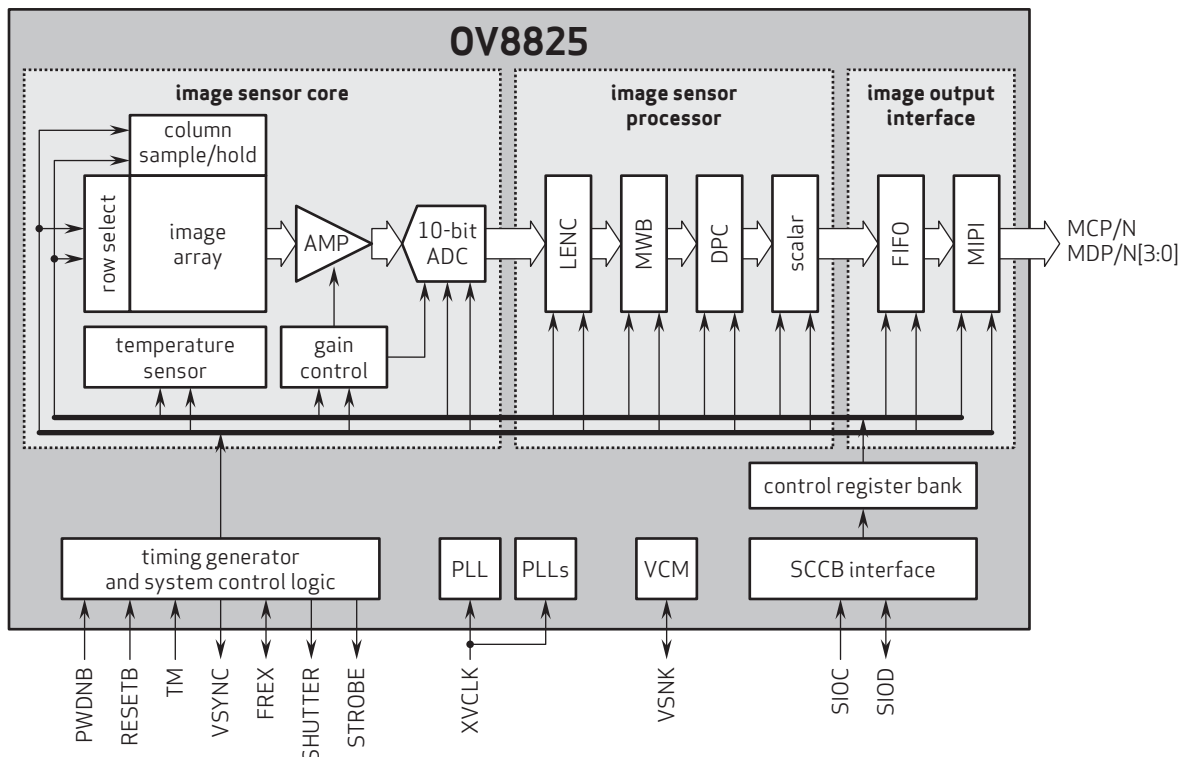 OV8825
image sensor core
image sensor
processor
image output
interface
column
sample/hold
row select
image
array
AMP
10-bit
ADC
LENC
MWB
DPC
scalar
FIFO
MIPI
MCP/N
MDP/N[3:0]
temperature
sensor
gain
control
control register bank
timing generator
and system control logic
PLL
PLLs
VCM
SCCB interface
PWDNB
RESETB
TM
VSYNC
FREX
SHUTTER
STROBE
XVCLK
VSNK
SIOC
SIOD